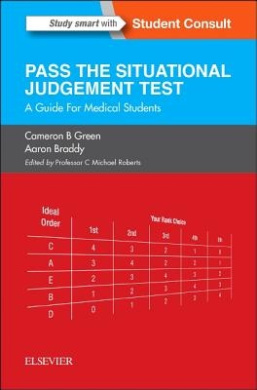 Study smart with Student Consult
PASS THE SITUATIONAL
JUDGEMENT TEST
A Guide For Medical Students
Cameron B Green
Aaron Braddy
Edited by Professor C Michael Roberts
Ideal Your Rank Choice
Order 1st 2nd 3rd 4th 5th
C 4 3 2 1 0
A 3 4 3 2 1
E 2 3 4 3 2
B 1 2 3 4 3
D 0 1 2 3 4
ELSEVIER